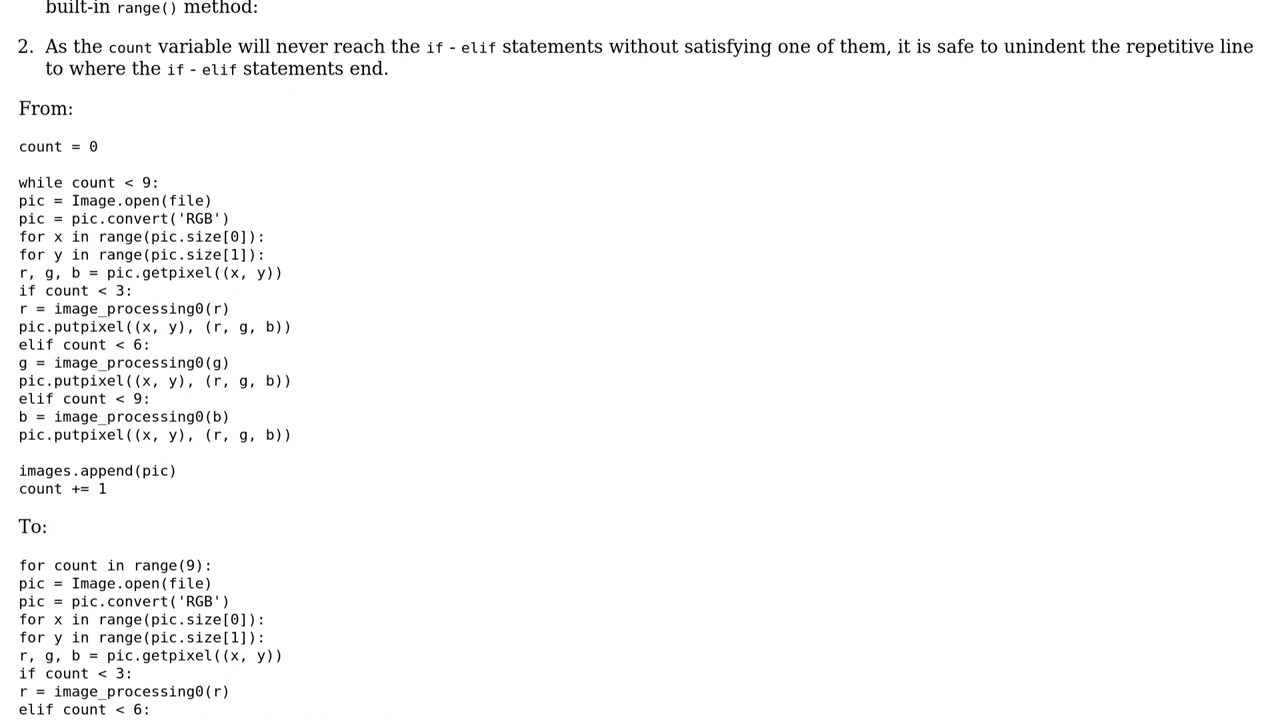 built-in range() method:
2. As the count variable will never reach the if - elif statements without satisfying one of them, it is safe to unindent the repetitive line
to where the if - elif statements end.
From:
count = 0
while count < 9:
pic = Image.open(file)
pic = pic.convert('RGB')
for x in range(pic.size[0]):
for y in range(pic.size[1]):
r, g, b = pic.getpixel((x, y))
if count < 3:
r = image_processing0(r)
pic.putpixel((x, y), (r, g, b))
elif count < 6:
g = image_processing0(g)
pic.putpixel((x, y), (r, g, b))
elif count < 9:
b = image_processing0(b)
pic.putpixel((x, y), (r, g, b))
images.append(pic)
count += 1
To:
for count in range(9):
pic = Image.open(file)
pic = pic.convert('RGB')
for x in range(pic.size[0]):
for y in range(pic.size[1]):
r, g, b = pic.getpixel((x, y))
if count < 3:
r = image_processing0(r)
elif count < 6: